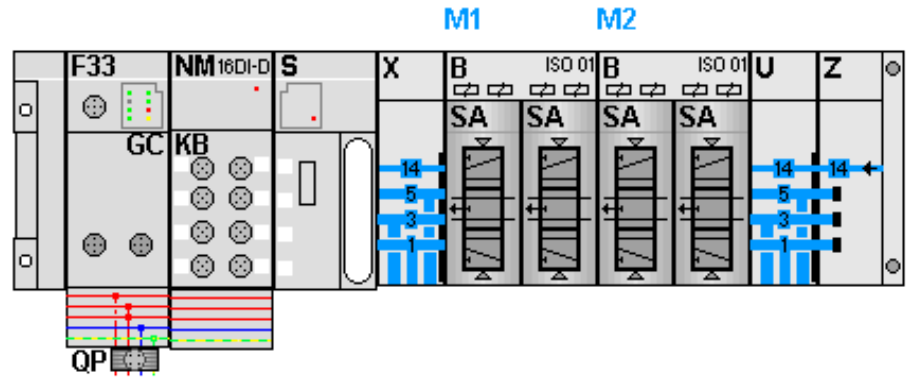 M1 M2
F33 NM 16DI-D S X B ISO 01 B ISO 01 U Z
SA SA SA SA
GC KB
14 14 14
5 5
3 3
1 1
QP